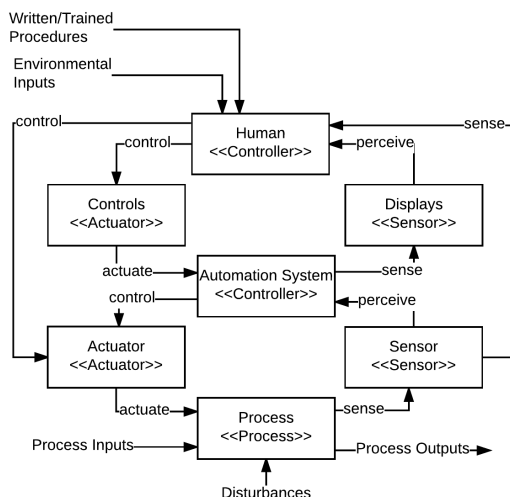 Written/Trained
Procedures
Environmental
Inputs
control
sense
Human
<<Controller>>
control
perceive
Controls
<<Actuator>>
Displays
<<Sensor>>
actuate
Automation System
<<Controller>>
sense
control
perceive
Actuator
<<Actuator>>
Sensor
<<Sensor>>
actuate
Process
<<Process>>
sense
Process Inputs
Process Outputs
Disturbances